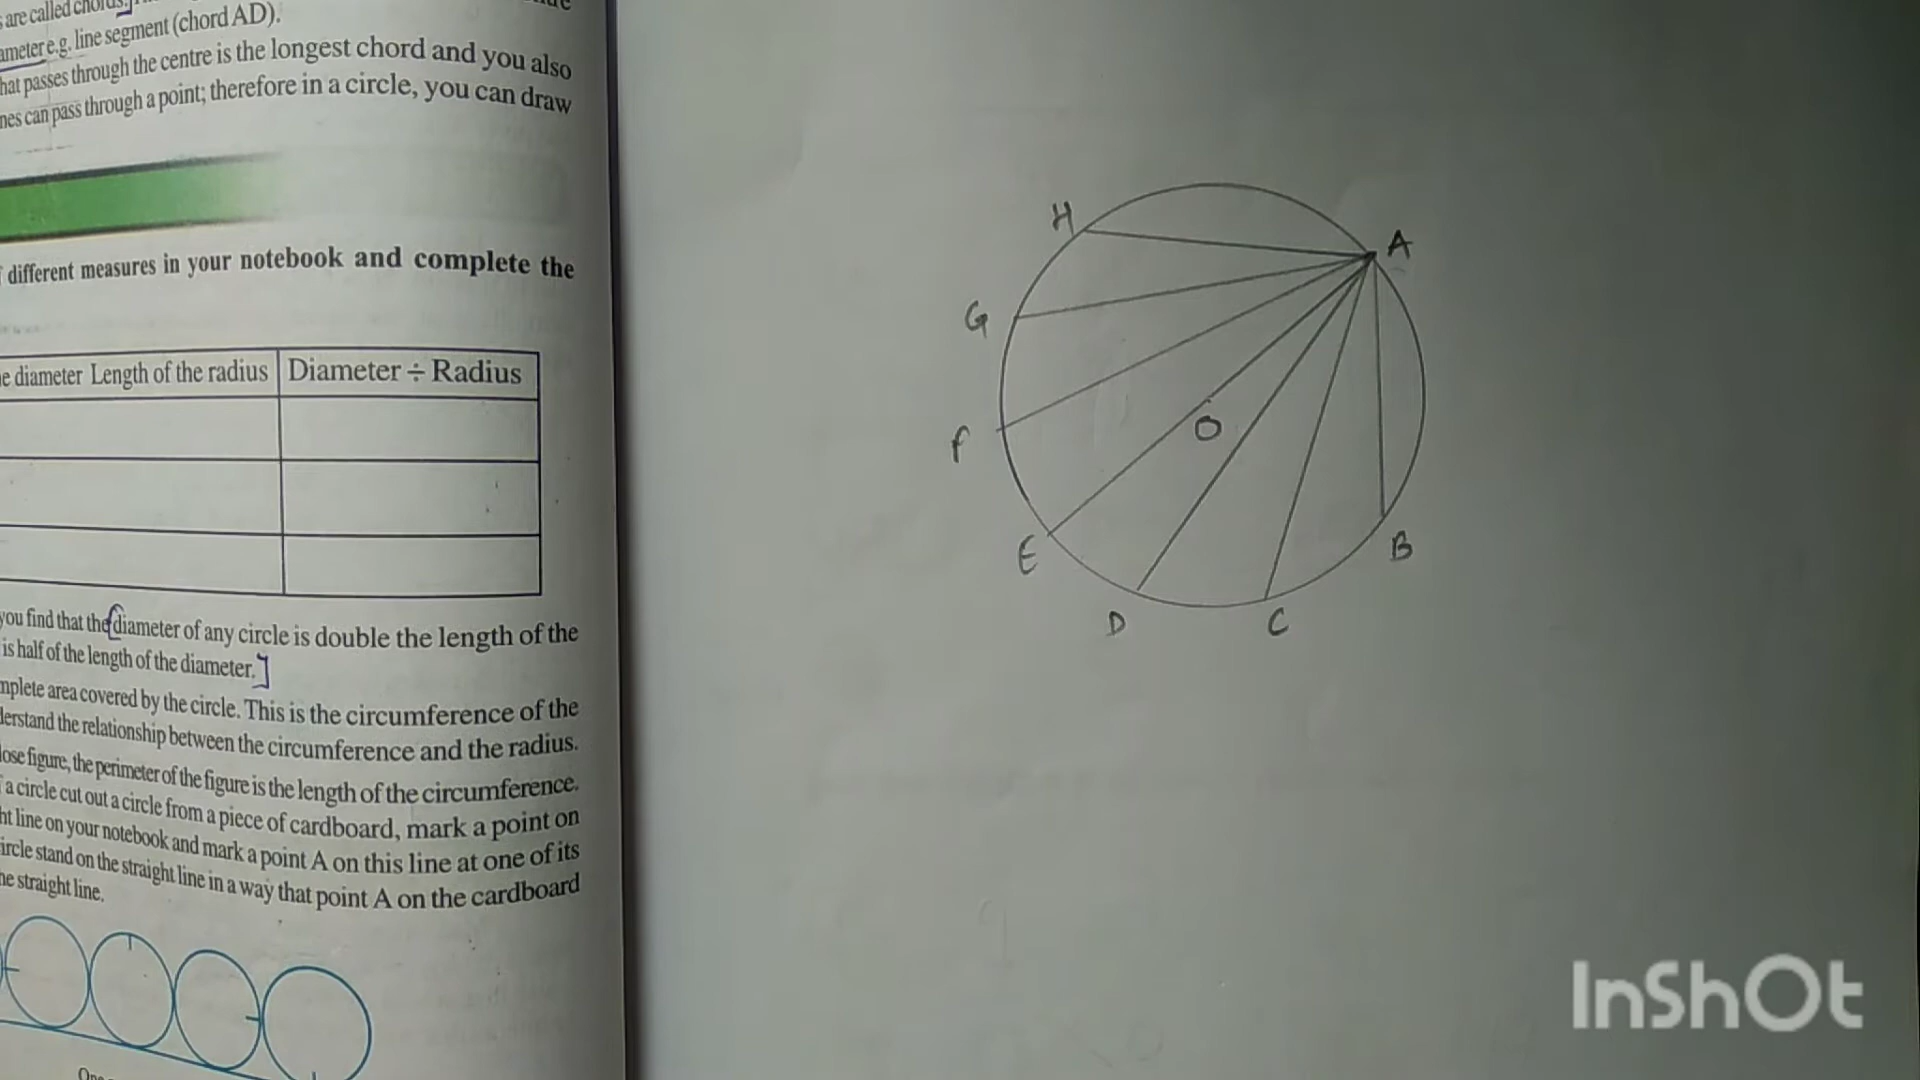 are called chords.
ameter e.g. line segment (chord AD).
hat passes through the centre is the longest chord and you also
nes can pass through a point; therefore in a circle, you can draw
different measures in your notebook and complete the
e diameter Length of the radius Diameter ÷ Radius
you find that the diameter of any circle is double the length of the
is half of the length of the diameter.
mplete area covered by the circle. This is the circumference of the
derstand the relationship between the circumference and the radius.
lose figure, the perimeter of the figure is the length of the circumference.
a circle cut out a circle from a piece of cardboard, mark a point on
ht line on your notebook and mark a point A on this line at one of its
ircle stand on the straight line in a way that point A on the cardboard
he straight line.
H
A
G
F
O
E
B
D
C
InShOt